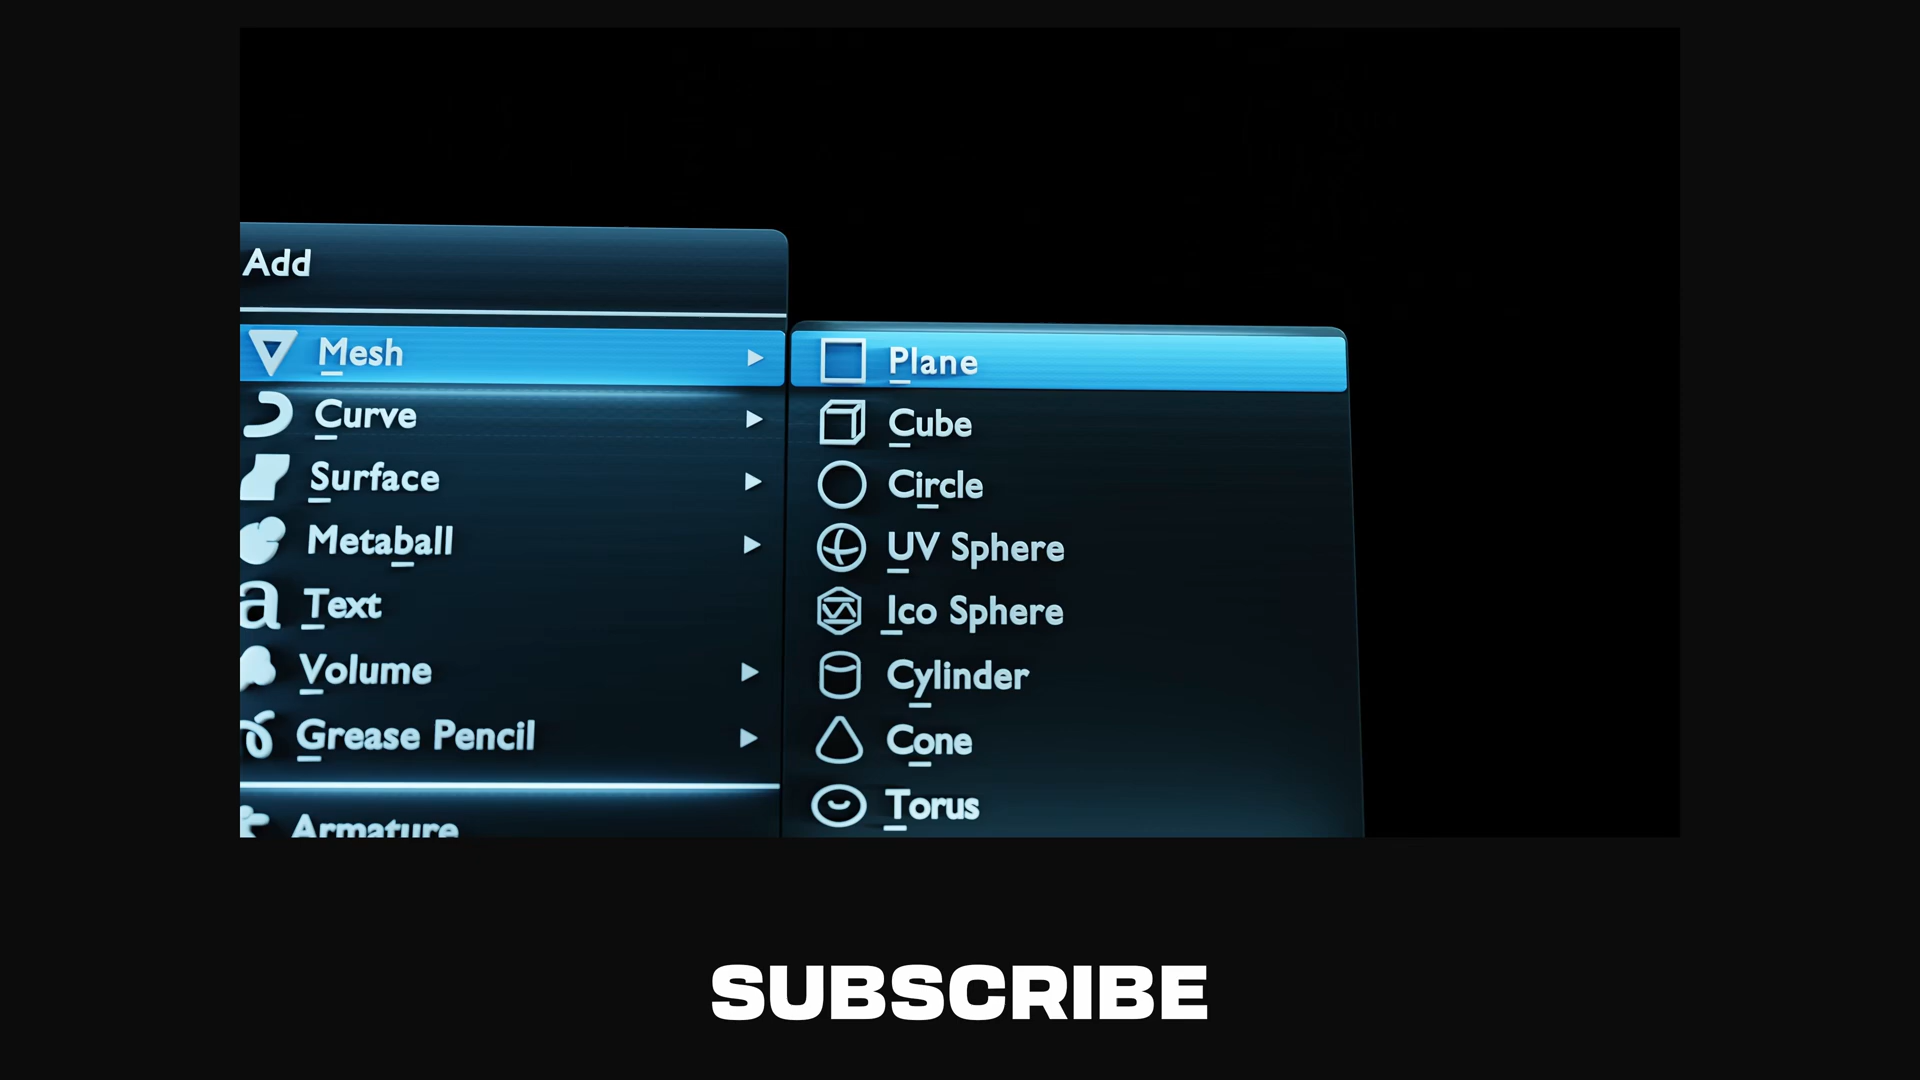 Add
Mesh
Curve
Surface
Metaball
Text
Volume
Grease Pencil
Armature
Plane
Cube
Circle
UV Sphere
Ico Sphere
Cylinder
Cone
Torus
SUBSCRIBE